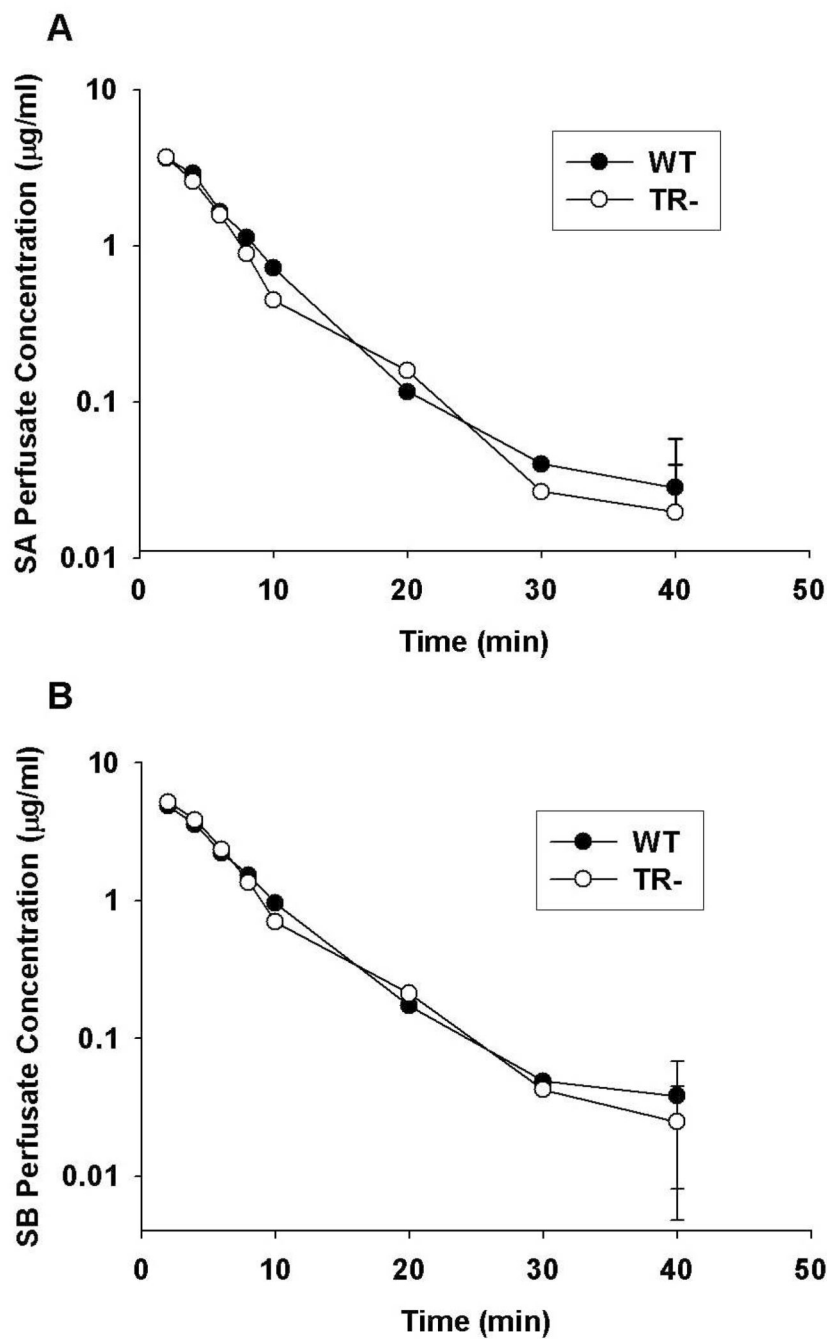 A
SA Perfusate Concentration (µg/ml)
10
1
0.1
0.01
WT
TR-
0 10 20 30 40 50
Time (min)
B
SB Perfusate Concentration (µg/ml)
10
1
0.1
0.01
WT
TR-
0 10 20 30 40 50
Time (min)